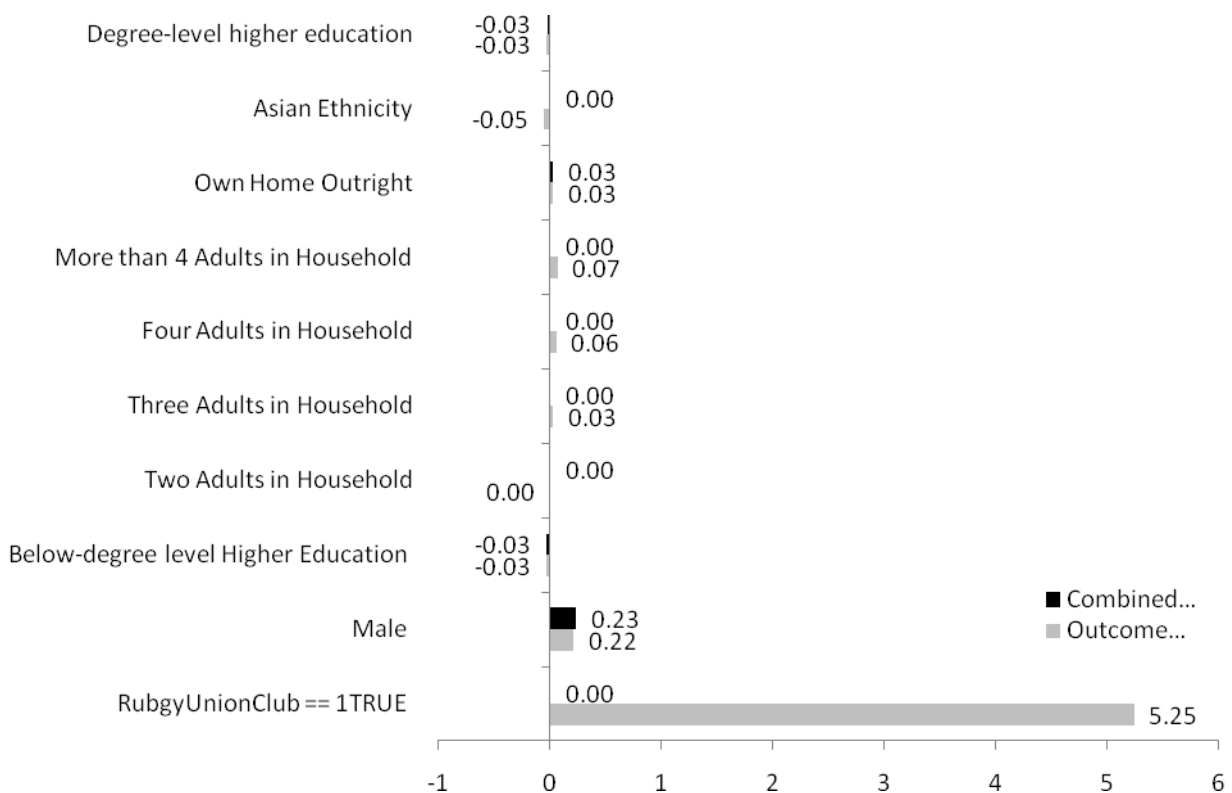 Degree-level higher education
-0.03
-0.03
Asian Ethnicity
0.00
-0.05
Own Home Outright
0.03
0.03
More than 4 Adults in Household
0.00
0.07
Four Adults in Household
0.00
0.06
Three Adults in Household
0.00
0.03
Two Adults in Household
0.00
0.00
Below-degree level Higher Education
-0.03
-0.03
Male
0.23
0.22
Combined...
Outcome...
RubgyUnionClub == 1TRUE
0.00
5.25
-1 0 1 2 3 4 5 6